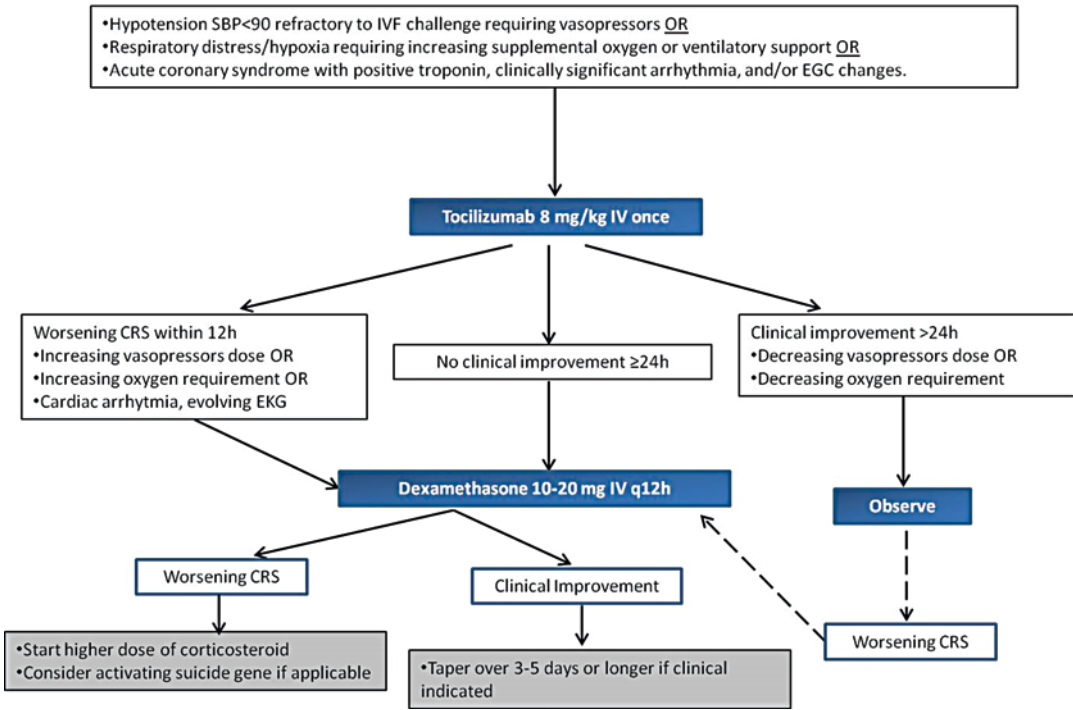 •Hypotension SBP<90 refractory to IVF challenge requiring vasopressors OR
•Respiratory distress/hypoxia requiring increasing supplemental oxygen or ventilatory support OR
•Acute coronary syndrome with positive troponin, clinically significant arrhythmia, and/or EGC changes.
Tocilizumab 8 mg/kg IV once
Worsening CRS within 12h
•Increasing vasopressors dose OR
•Increasing oxygen requirement OR
•Cardiac arrhytmia, evolving EKG
No clinical improvement ≥24h
Clinical improvement >24h
•Decreasing vasopressors dose OR
•Decreasing oxygen requirement
Dexamethasone 10-20 mg IV q12h
Observe
Worsening CRS
Clinical Improvement
Worsening CRS
•Start higher dose of corticosteroid
•Consider activating suicide gene if applicable
•Taper over 3-5 days or longer if clinical
indicated